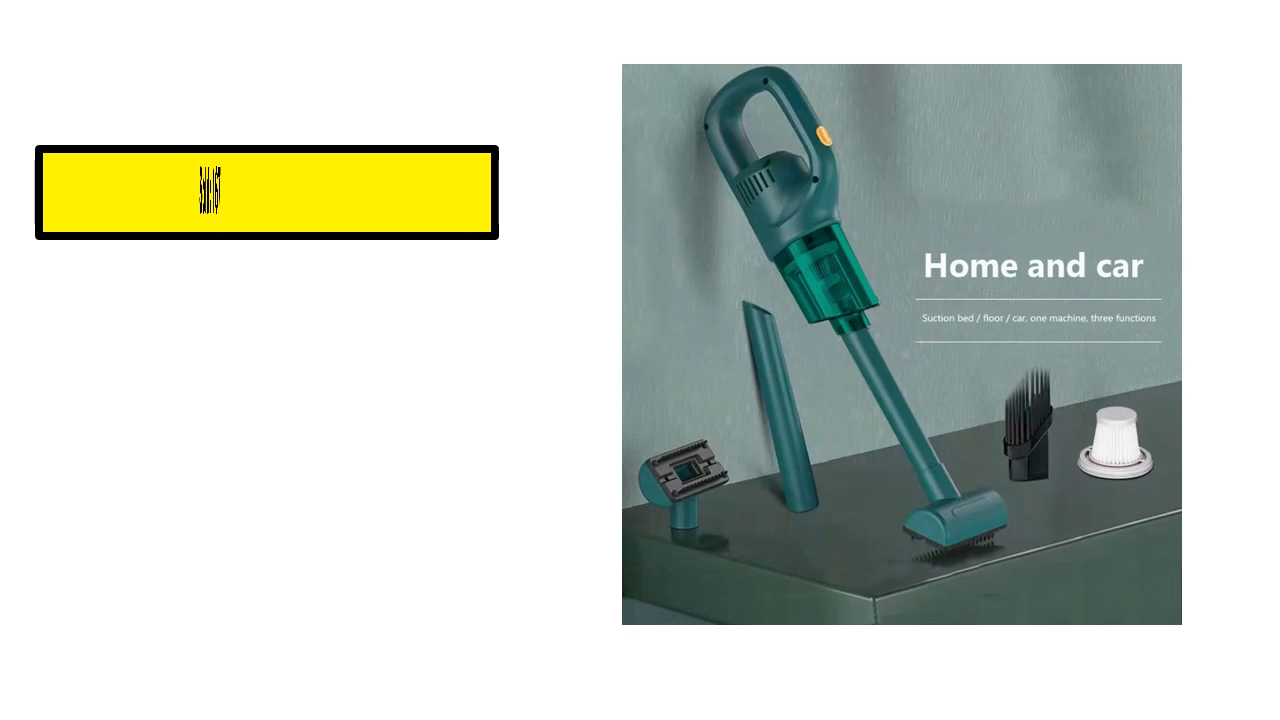 Home and car
Suction bed / floor / car, one machine, three functions